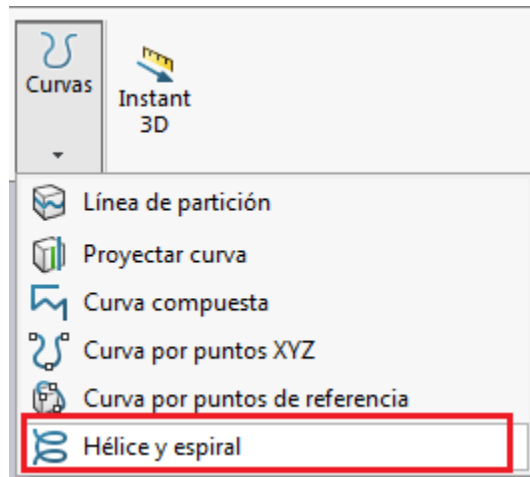 Curvas
Instant
3D
Línea de partición
Proyectar curva
Curva compuesta
Curva por puntos XYZ
Curva por puntos de referencia
Hélice y espiral